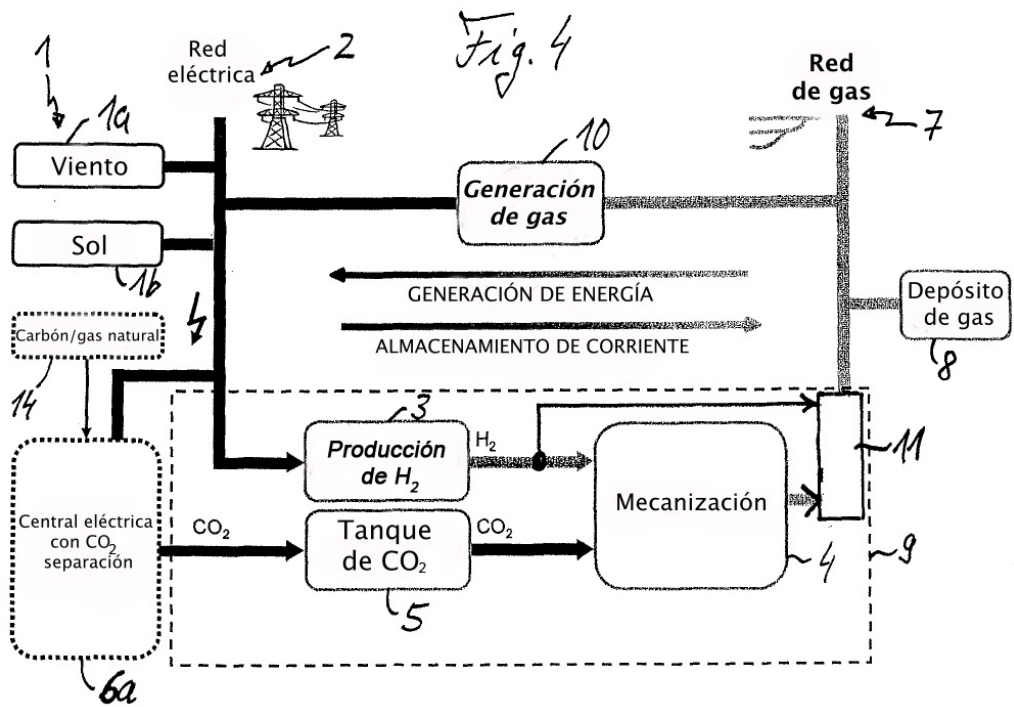 Fig. 4
1
Red
eléctrica
2
Red
de gas
7
1a
Viento
10
Generación
de gas
Sol
1b
GENERACIÓN DE ENERGÍA
ALMACENAMIENTO DE CORRIENTE
Depósito
de gas
8
Carbón/gas natural
14
3
Producción
de H₂
H₂
11
Mecanización
4
Central eléctrica
con CO₂
separación
CO₂
Tanque
de CO₂
CO₂
5
9
6a